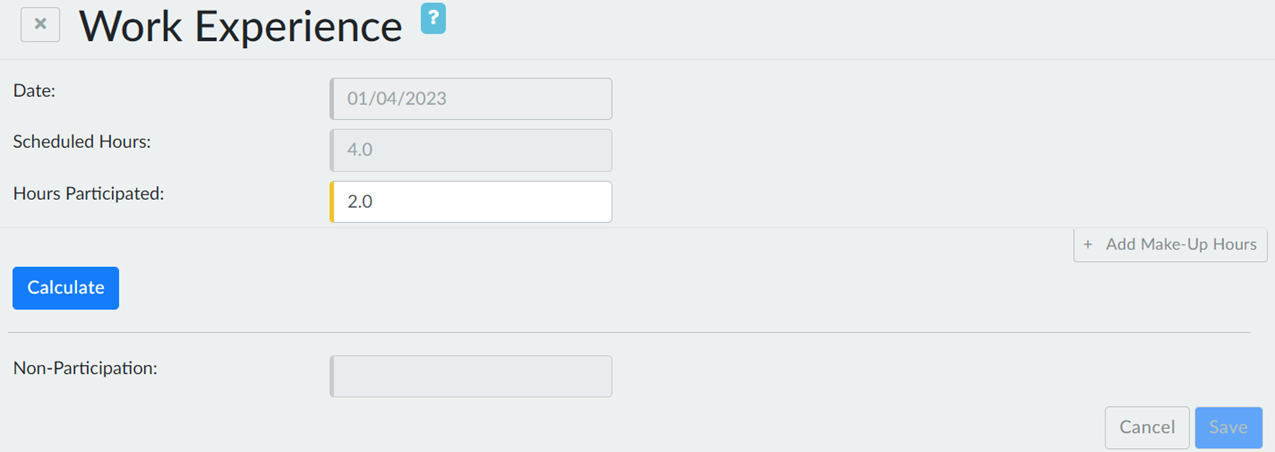 × Work Experience ?
Date: 01/04/2023
Scheduled Hours: 4.0
Hours Participated: 2.0
+ Add Make-Up Hours
Calculate
Non-Participation:
Cancel Save